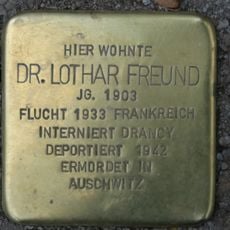 HIER WOHNTE
DR. LOTHAR FREUND
JG. 1903
FLUCHT 1933 FRANKREICH
INTERNIERT DRANCY
DEPORTIERT 1942
ERMORDET IN
AUSCHWITZ